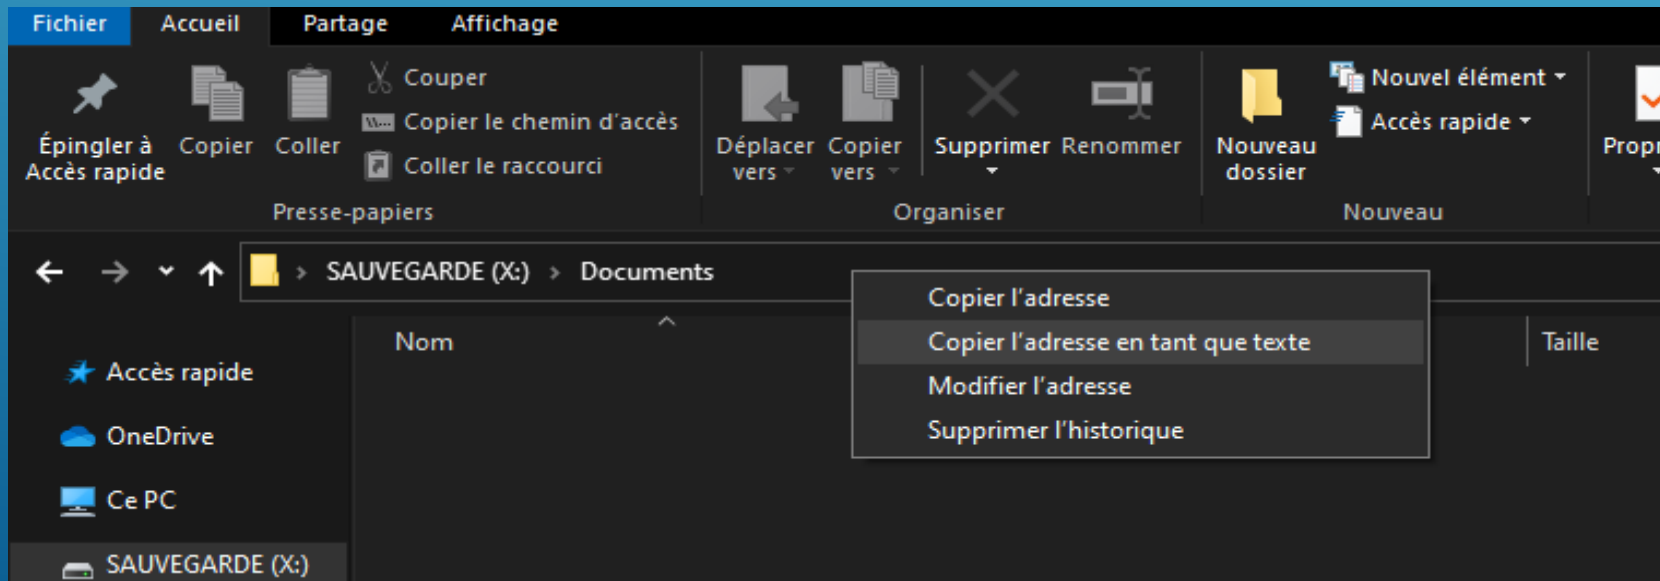 Fichier Accueil Partage Affichage
Épingler à
Accès rapide
Copier
Coller
Couper
Copier le chemin d'accès
Coller le raccourci
Presse-papiers
Déplacer
vers
Copier
vers
Supprimer
Renommer
Organiser
Nouveau
dossier
Nouvel élément
Accès rapide
Nouveau
Propr
SAUVEGARDE (X:) > Documents
Copier l'adresse
Copier l'adresse en tant que texte
Modifier l'adresse
Supprimer l'historique
Nom
Taille
Accès rapide
OneDrive
Ce PC
SAUVEGARDE (X:)